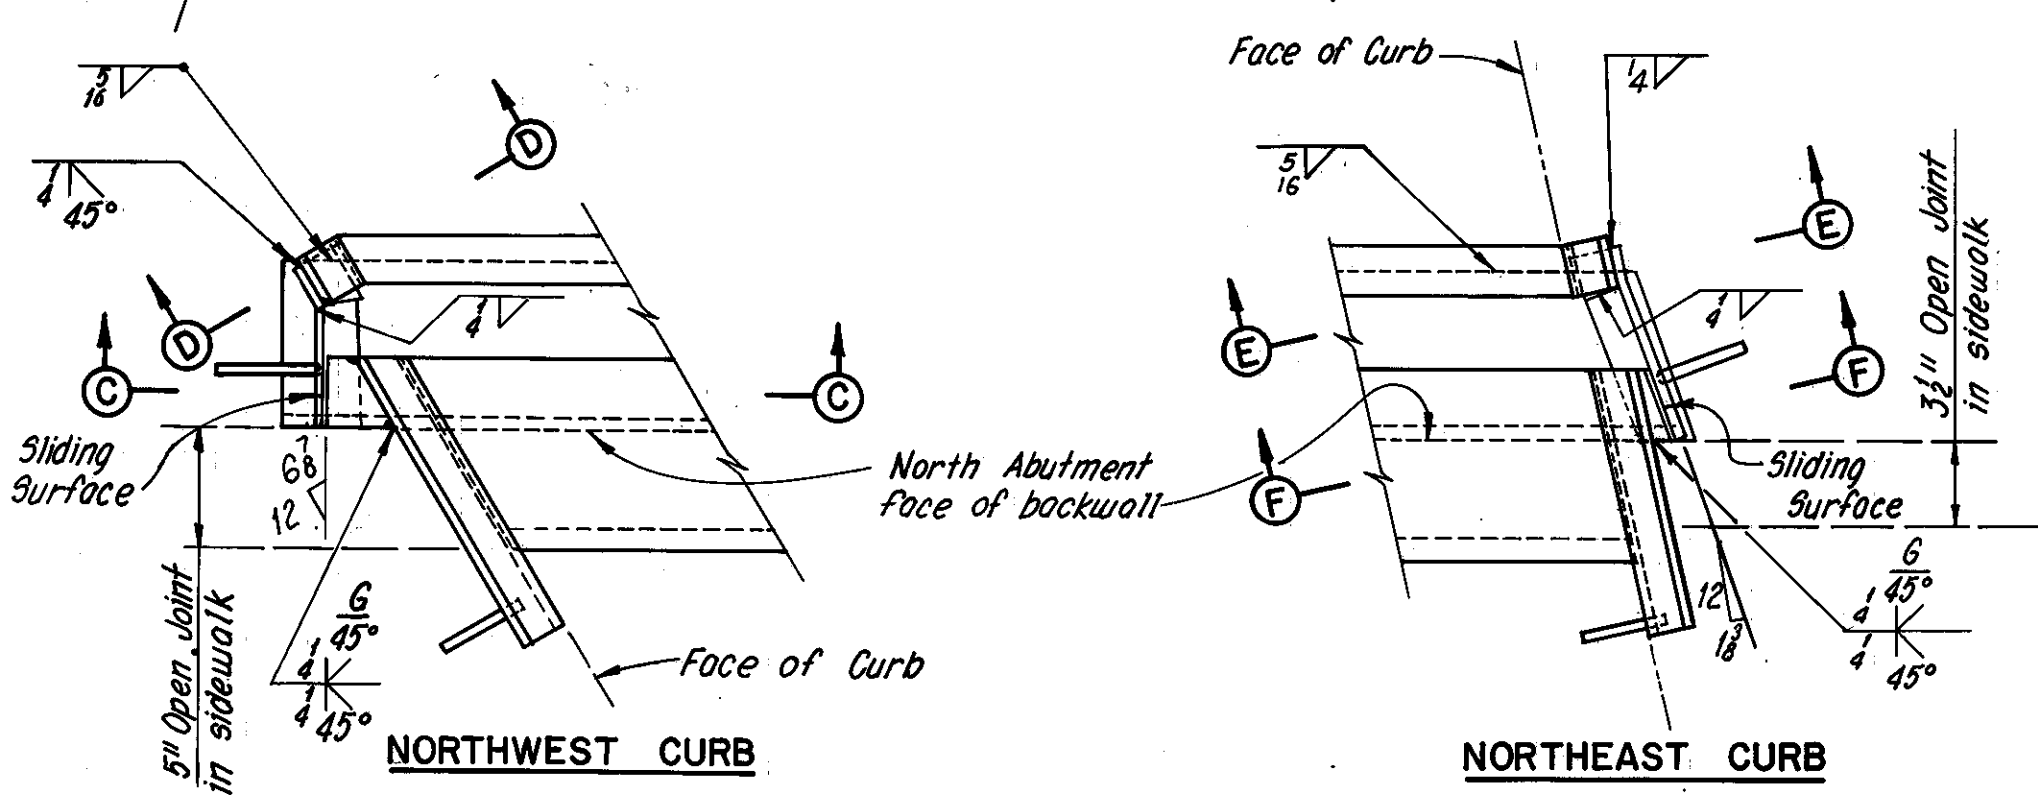 5/16
1/4
45°
D
D
C
C
1/4
Sliding
Surface
6 7/8
12
North Abutment
face of backwall
G
45°
1/4
1/4
45°
Face of Curb
5" Open Joint
in sidewalk
NORTHWEST CURB
Face of Curb
1/4
5/16
E
E
F
F
1/4
3 1/2" Open Joint
in sidewalk
Sliding
Surface
12
1 3/8
G
45°
1/4
1/4
45°
NORTHEAST CURB